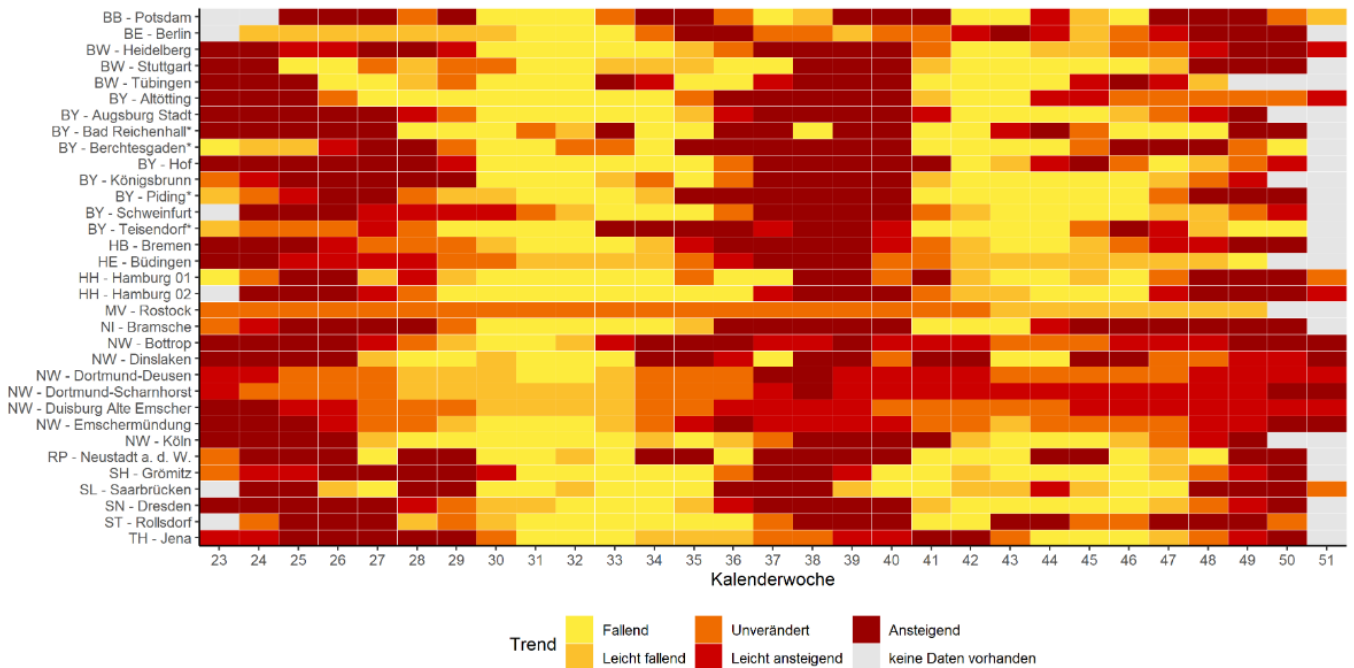 BB - Potsdam
BE - Berlin
BW - Heidelberg
BW - Stuttgart
BW - Tübingen
BY - Altötting
BY - Augsburg Stadt
BY - Bad Reichenhall*
BY - Berchtesgaden*
BY - Hof
BY - Königsbrunn
BY - Piding*
BY - Schweinfurt
BY - Teisendorf*
HB - Bremen
HE - Büdingen
HH - Hamburg 01
HH - Hamburg 02
MV - Rostock
NI - Bramsche
NW - Bottrop
NW - Dinslaken
NW - Dortmund-Deusen
NW - Dortmund-Scharnhorst
NW - Duisburg Alte Emscher
NW - Emschermündung
NW - Köln
RP - Neustadt a. d. W.
SH - Grömitz
SL - Saarbrücken
SN - Dresden
ST - Rollsdorf
TH - Jena
23 24 25 26 27 28 29 30 31 32 33 34 35 36 37 38 39 40 41 42 43 44 45 46 47 48 49 50 51
Kalenderwoche
Trend
Fallend Unverändert Ansteigend
Leicht fallend Leicht ansteigend keine Daten vorhanden